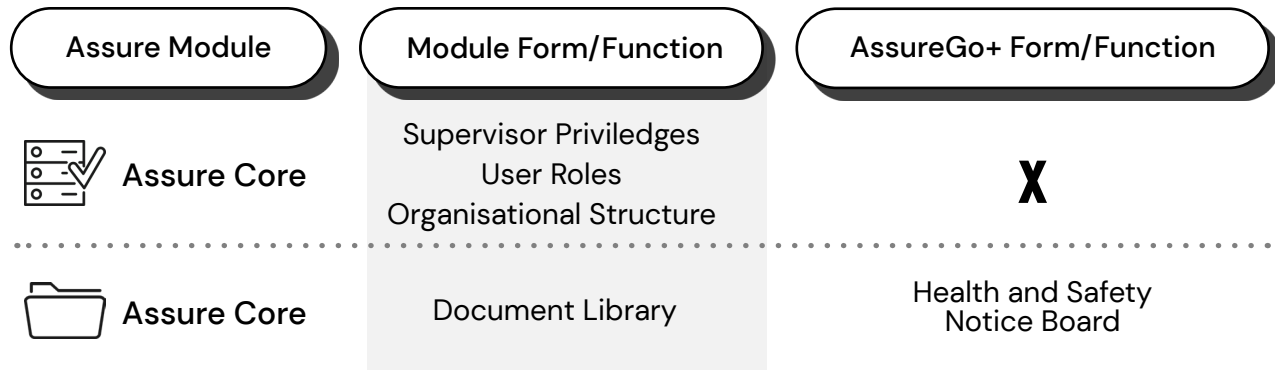 Assure Module
Module Form/Function
AssureGo+ Form/Function
Assure Core
Supervisor Priviledges
User Roles
Organisational Structure
X
Assure Core
Document Library
Health and Safety
Notice Board